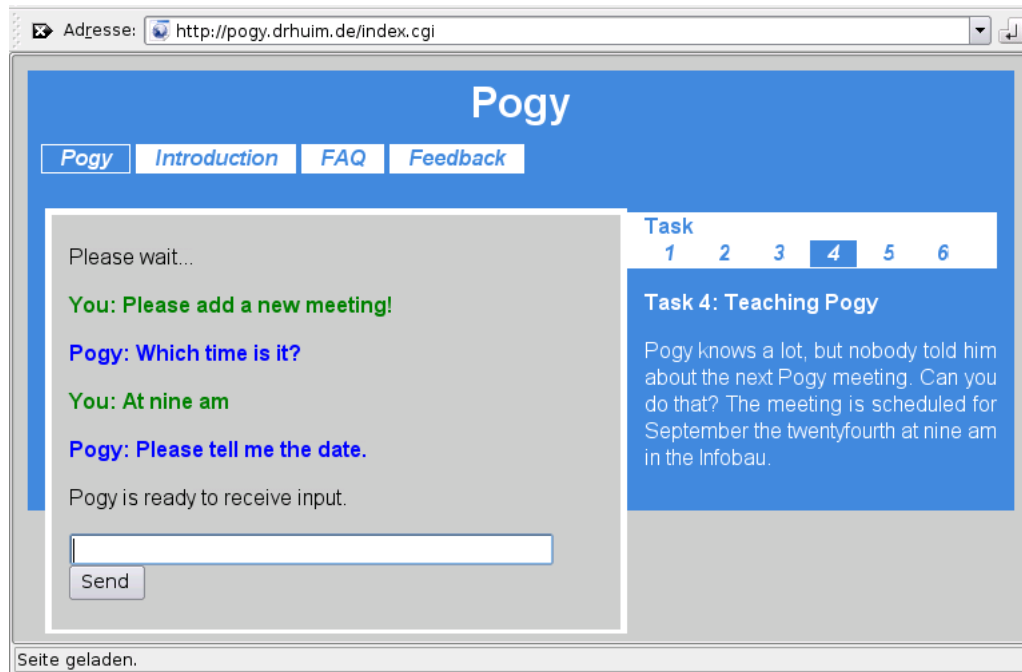 Adresse: http://pogy.drhuim.de/index.cgi
Pogy
Pogy Introduction FAQ Feedback
Please wait...
You: Please add a new meeting!
Pogy: Which time is it?
You: At nine am
Pogy: Please tell me the date.
Pogy is ready to receive input.
Send
Task
1 2 3 4 5 6
Task 4: Teaching Pogy
Pogy knows a lot, but nobody told him
about the next Pogy meeting. Can you
do that? The meeting is scheduled for
September the twentyfourth at nine am
in the Infobau.
Seite geladen.